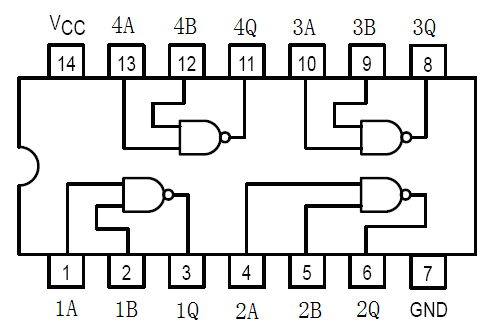 VCC 4A 4B 4Q 3A 3B 3Q
14 13 12 11 10 9 8
1 2 3 4 5 6 7
1A 1B 1Q 2A 2B 2Q GND